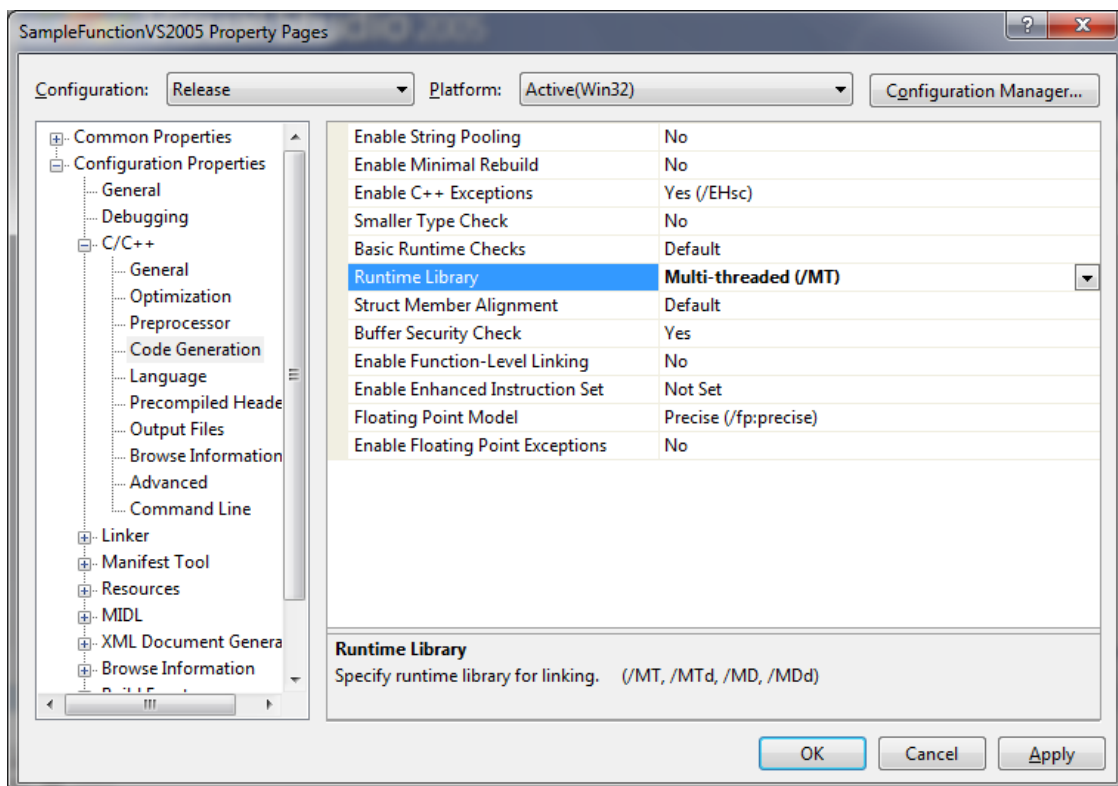 SampleFunctionVS2005 Property Pages
Configuration: Release Platform: Active(Win32) Configuration Manager...
Common Properties
Configuration Properties
General
Debugging
C/C++
General
Optimization
Preprocessor
Code Generation
Language
Precompiled Heade
Output Files
Browse Information
Advanced
Command Line
Linker
Manifest Tool
Resources
MIDL
XML Document Genera
Browse Information
Enable String Pooling No
Enable Minimal Rebuild No
Enable C++ Exceptions Yes (/EHsc)
Smaller Type Check No
Basic Runtime Checks Default
Runtime Library Multi-threaded (/MT)
Struct Member Alignment Default
Buffer Security Check Yes
Enable Function-Level Linking No
Enable Enhanced Instruction Set Not Set
Floating Point Model Precise (/fp:precise)
Enable Floating Point Exceptions No
Runtime Library
Specify runtime library for linking. (/MT, /MTd, /MD, /MDd)
OK Cancel Apply